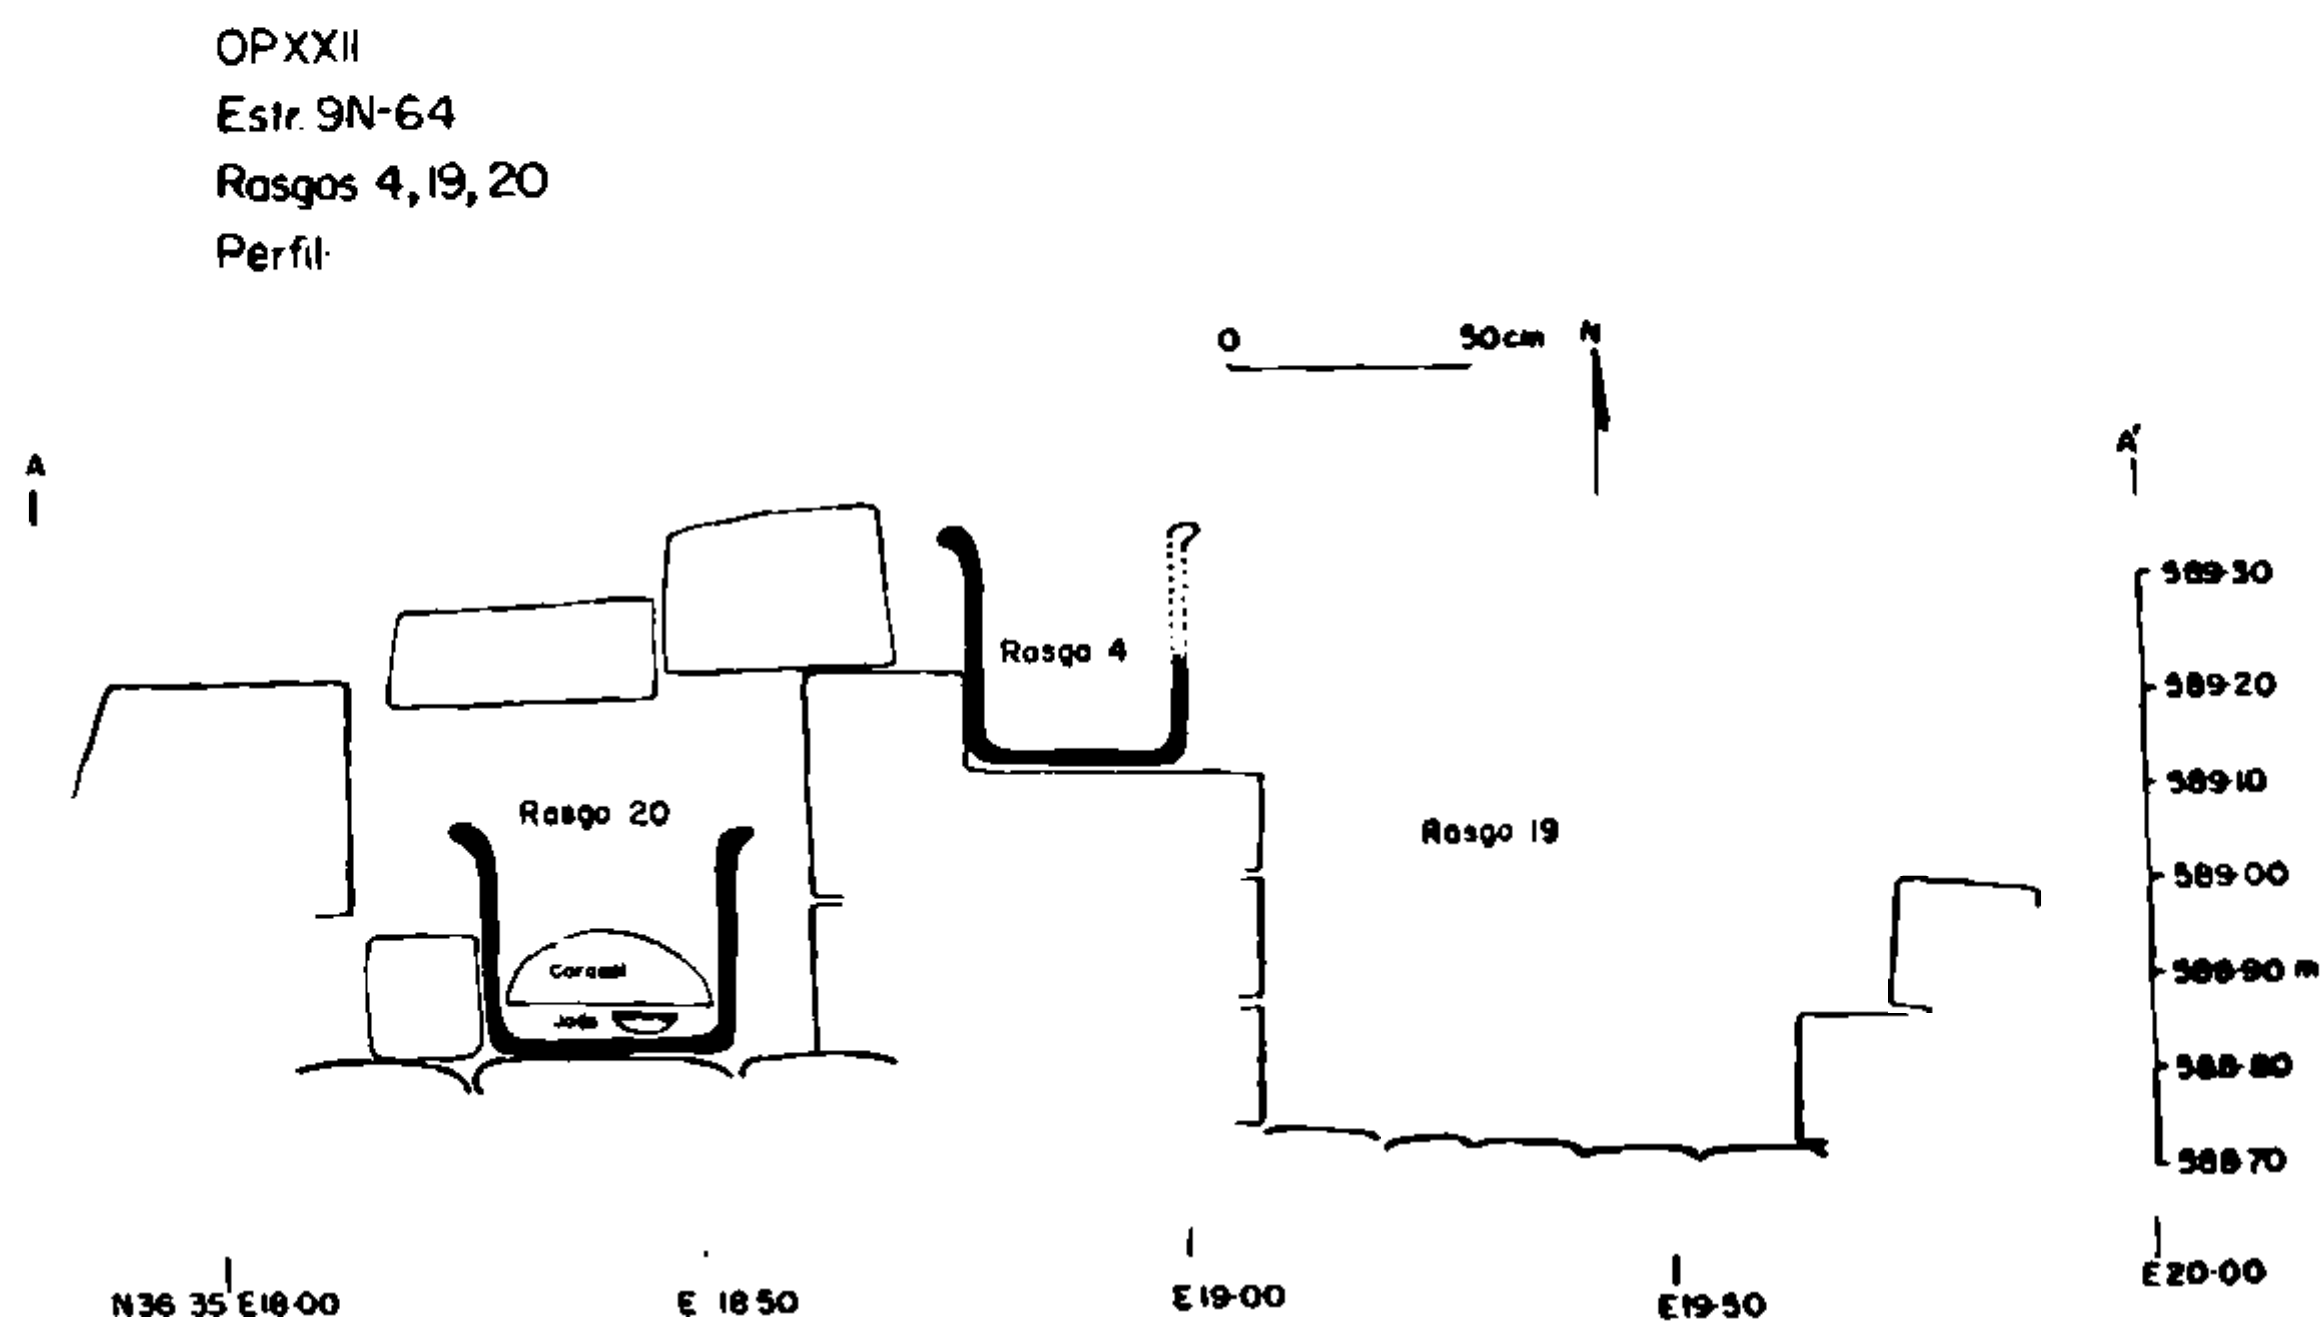 OPXXII
Estr. 9N-64
Rasgos 4, 19, 20
Perfil.
0 50cm N
A A'
Rasgo 4
Rasgo 20
Rasgo 19
Caracol
Jade
589·30
589·20
589·10
589·00
588·90 m
588·80
588·70
N36 35 E18·00 E 18 50 E19·00 E19·50 E20·00